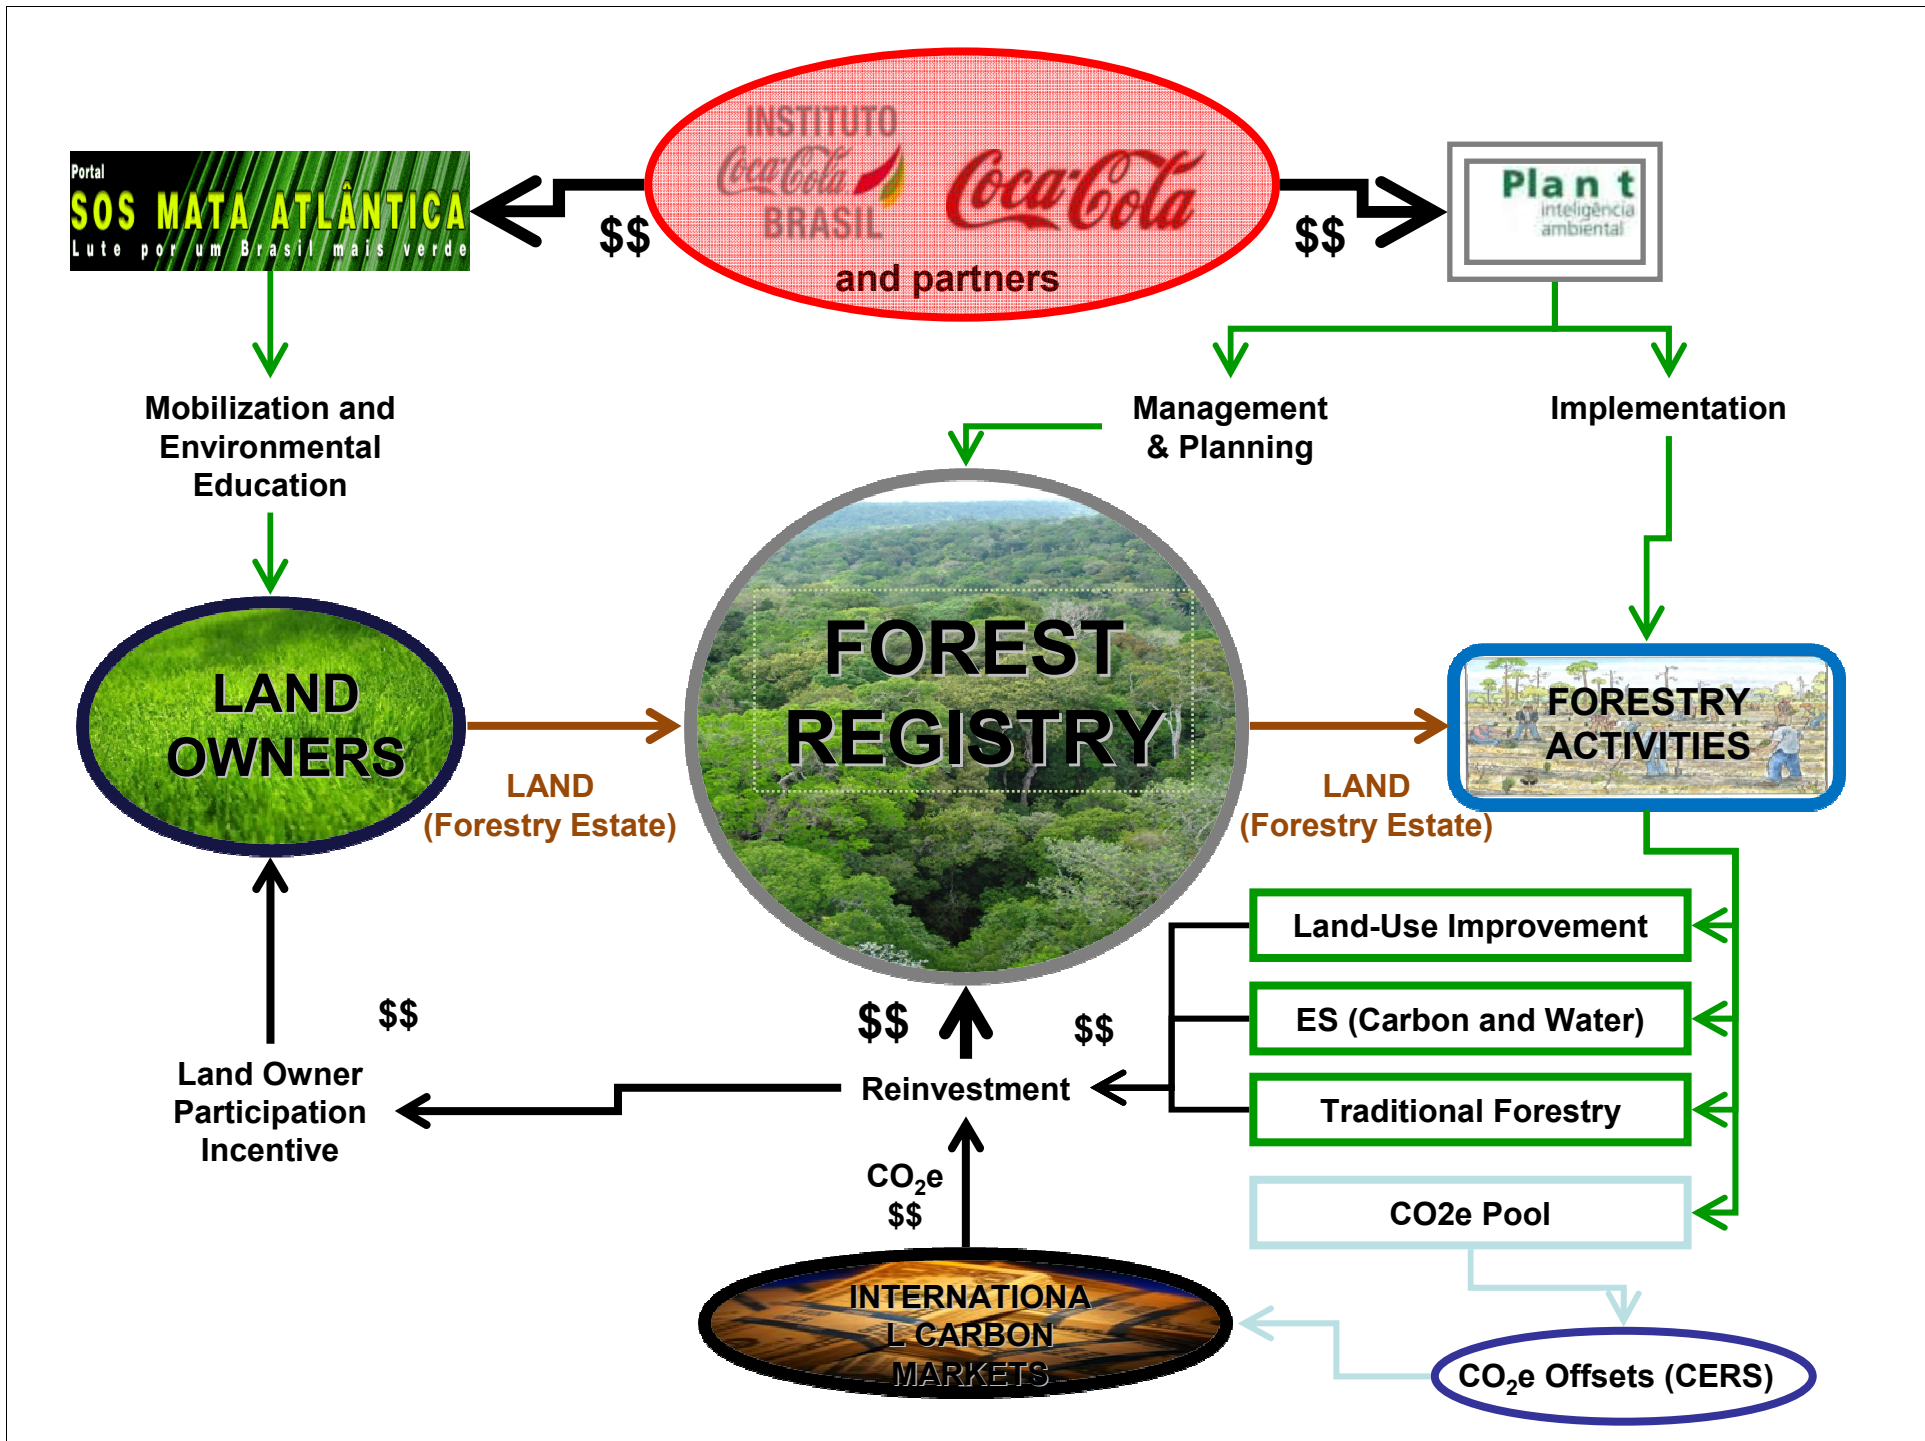 INSTITUTO
Coca-Cola
BRASIL
Coca-Cola
and partners
Portal
SOS MATA ATLÂNTICA
Lute por um Brasil mais verde
$$
$$
Plant
inteligência
ambiental
Mobilization and
Environmental
Education
Management
& Planning
Implementation
LAND
OWNERS
FOREST
REGISTRY
FORESTRY
ACTIVITIES
LAND
(Forestry Estate)
LAND
(Forestry Estate)
Land-Use Improvement
ES (Carbon and Water)
Traditional Forestry
CO2e Pool
$$
$$
$$
Land Owner
Participation
Incentive
Reinvestment
CO₂e
$$
INTERNATIONA
L CARBON
MARKETS
CO₂e Offsets (CERS)